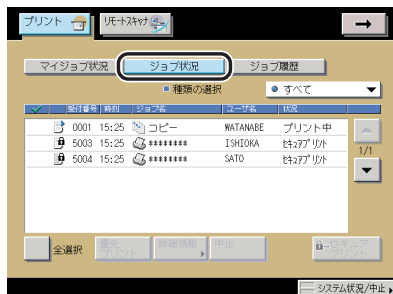 プリント リモートスキャナ →
マイジョブ状況 ジョブ状況 ジョブ履歴
種類の選択 すべて
受付番号 時刻 ジョブ名 ユーザ名 状況
0001 15:25 コピー WATANABE プリント中
5003 15:25 ******** ISHIOKA セキュアプリント
5004 15:25 ******** SATO セキュアプリント
1/1
全選択 優先プリント 詳細情報 中止 セキュアプリント
システム状況/中止